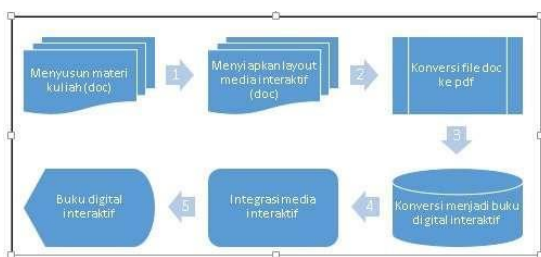 Menyusun materi
kuliah (doc)
1
Menyiapkan layout
media interaktif
(doc)
2
Konversi file doc
ke pdf
3
Konversi menjadi buku
digital interaktif
4
Integrasi media
interaktif
5
Buku digital
interaktif